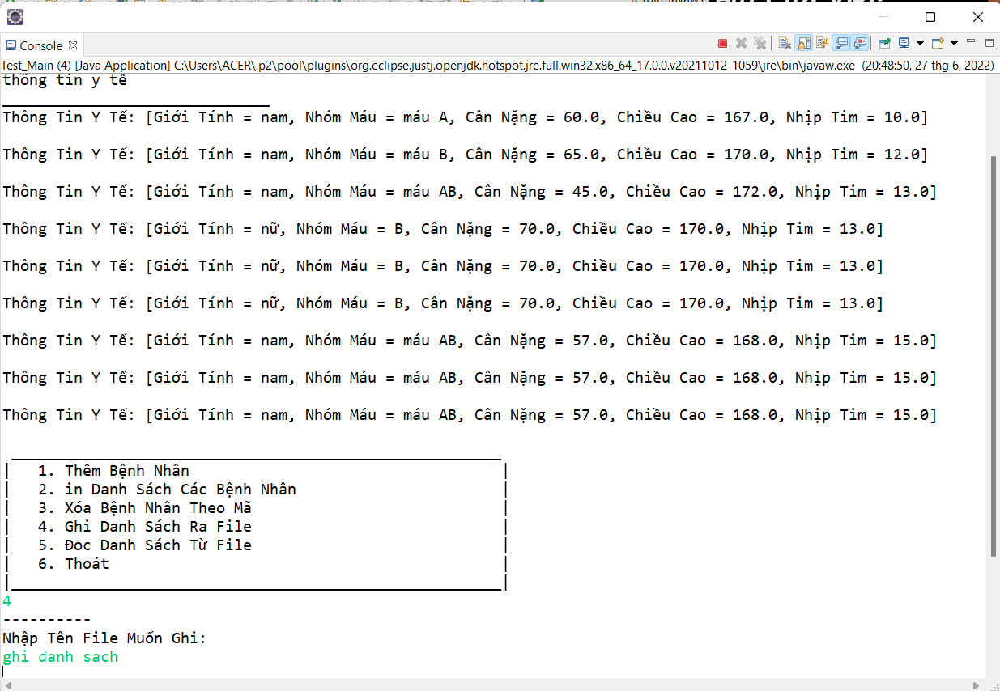 Console
Test_Main (4) [Java Application] C:\Users\ACER\.p2\pool\plugins\org.eclipse.justj.openjdk.hotspot.jre.full.win32.x86_64_17.0.0.v20211012-1059\jre\bin\javaw.exe (20:48:50, 27 thg 6, 2022)
thông tin y tế
Thông Tin Y Tế: [Giới Tính = nam, Nhóm Máu = máu A, Cân Nặng = 60.0, Chiều Cao = 167.0, Nhịp Tim = 10.0]
Thông Tin Y Tế: [Giới Tính = nam, Nhóm Máu = máu B, Cân Nặng = 65.0, Chiều Cao = 170.0, Nhịp Tim = 12.0]
Thông Tin Y Tế: [Giới Tính = nam, Nhóm Máu = máu AB, Cân Nặng = 45.0, Chiều Cao = 172.0, Nhịp Tim = 13.0]
Thông Tin Y Tế: [Giới Tính = nữ, Nhóm Máu = B, Cân Nặng = 70.0, Chiều Cao = 170.0, Nhịp Tim = 13.0]
Thông Tin Y Tế: [Giới Tính = nữ, Nhóm Máu = B, Cân Nặng = 70.0, Chiều Cao = 170.0, Nhịp Tim = 13.0]
Thông Tin Y Tế: [Giới Tính = nữ, Nhóm Máu = B, Cân Nặng = 70.0, Chiều Cao = 170.0, Nhịp Tim = 13.0]
Thông Tin Y Tế: [Giới Tính = nam, Nhóm Máu = máu AB, Cân Nặng = 57.0, Chiều Cao = 168.0, Nhịp Tim = 15.0]
Thông Tin Y Tế: [Giới Tính = nam, Nhóm Máu = máu AB, Cân Nặng = 57.0, Chiều Cao = 168.0, Nhịp Tim = 15.0]
Thông Tin Y Tế: [Giới Tính = nam, Nhóm Máu = máu AB, Cân Nặng = 57.0, Chiều Cao = 168.0, Nhịp Tim = 15.0]
1. Thêm Bệnh Nhân
2. in Danh Sách Các Bệnh Nhân
3. Xóa Bệnh Nhân Theo Mã
4. Ghi Danh Sách Ra File
5. Đoc Danh Sách Từ File
6. Thoát
4
----------
Nhập Tên File Muốn Ghi:
ghi danh sach